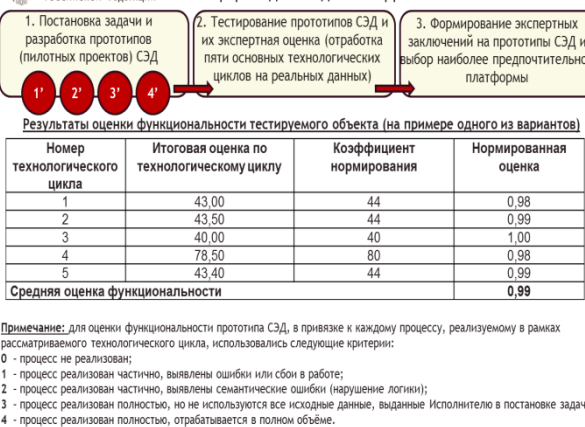 1. Постановка задачи и
разработка прототипов
(пилотных проектов) СЭД
1’ 2’ 3’ 4’
2. Тестирование прототипов СЭД и
их экспертная оценка (отработка
пяти основных технологических
циклов на реальных данных)
3. Формирование экспертных
заключений на прототипы СЭД и
выбор наиболее предпочтительно
платформы
Результаты оценки функциональности тестируемого объекта (на примере одного из вариантов)
Номер технологического цикла Итоговая оценка по технологическому циклу Коэффициент нормирования Нормированная оценка
1 43,00 44 0,98
2 43,50 44 0,99
3 40,00 40 1,00
4 78,50 80 0,98
5 43,40 44 0,99
Средняя оценка функциональности 0,99
Примечание: для оценки функциональности прототипа СЭД, в привязке к каждому процессу, реализуемому в рамках
рассматриваемого технологического цикла, использовались следующие критерии:
0 - процесс не реализован;
1 - процесс реализован частично, выявлены ошибки или сбои в работе;
2 - процесс реализован частично, выявлены семантические ошибки (нарушение логики);
3 - процесс реализован полностью, но не используются все исходные данные, выданные Исполнителю в постановке задач
4 - процесс реализован полностью, отрабатывается в полном объёме.